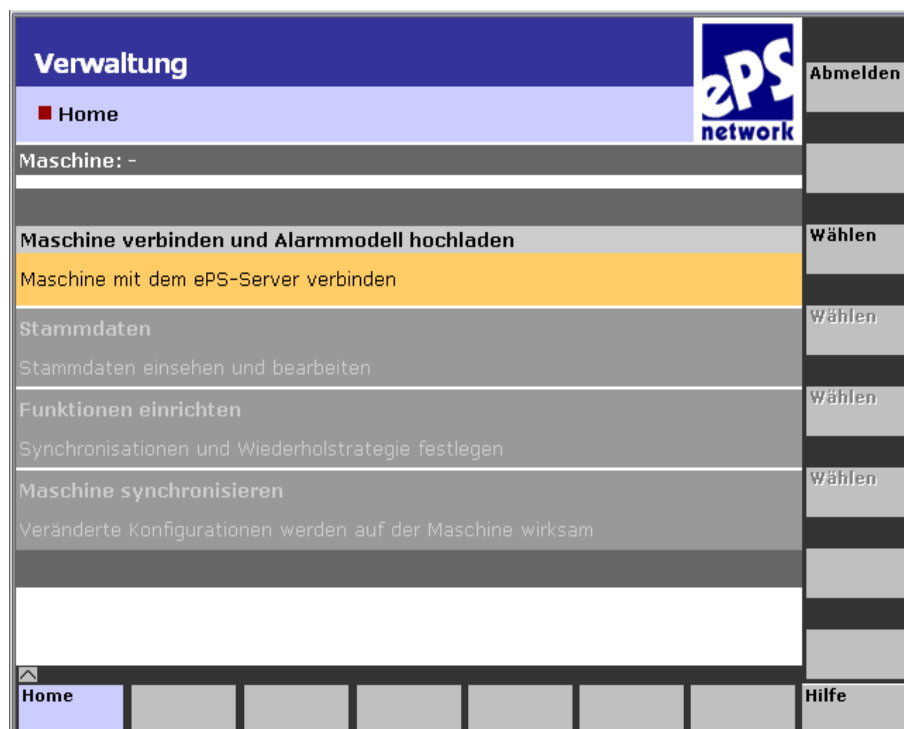 Verwaltung
ePS
network
Abmelden
Home
Maschine: -
Maschine verbinden und Alarmmodell hochladen
Wählen
Maschine mit dem ePS-Server verbinden
Stammdaten
Wählen
Stammdaten einsehen und bearbeiten
Funktionen einrichten
Wählen
Synchronisationen und Wiederholstrategie festlegen
Maschine synchronisieren
Wählen
Veränderte Konfigurationen werden auf der Maschine wirksam
Home
Hilfe